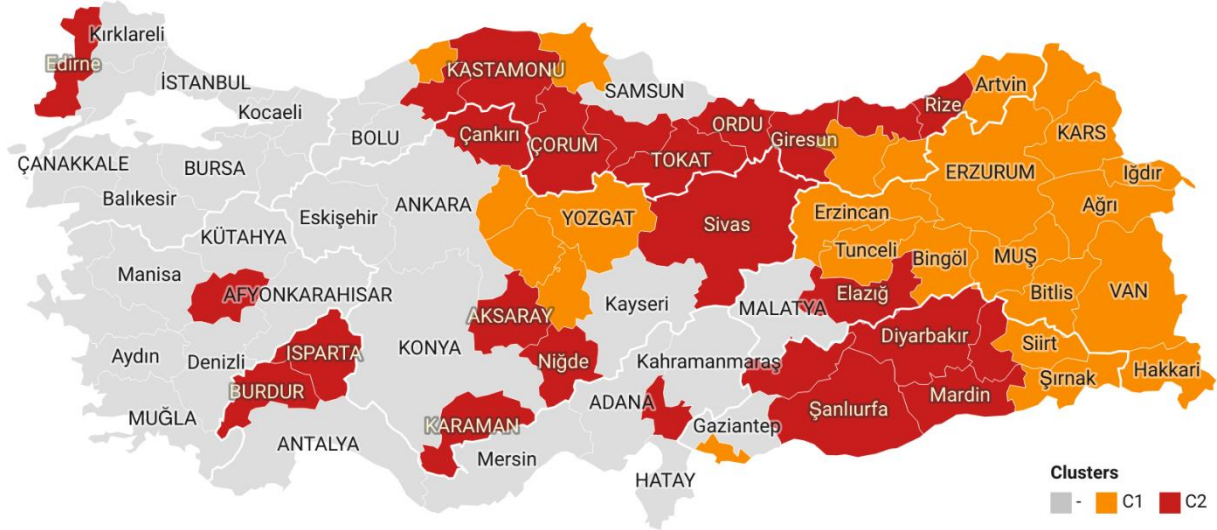 Kırklareli
Edirne
İSTANBUL
Kocaeli
KASTAMONU
SAMSUN
Artvin
Rize
ÇANAKKALE
BURSA
BOLU
Çankırı
ÇORUM
TOKAT
ORDU
Giresun
KARS
Balıkesir
Eskişehir
ANKARA
YOZGAT
Sivas
Erzincan
ERZURUM
Iğdır
Ağrı
KÜTAHYA
Manisa
AFYONKARAHISAR
Tunceli
Bingöl
MUŞ
Bitlis
VAN
AKSARAY
Kayseri
MALATYA
Elazığ
Aydın
Denizli
ISPARTA
KONYA
Niğde
Kahramanmaraş
Diyarbakır
Siirt
Şırnak
Hakkari
BURDUR
MUĞLA
ANTALYA
KARAMAN
Mersin
ADANA
Gaziantep
Şanlıurfa
Mardin
HATAY
Clusters
- C1 C2